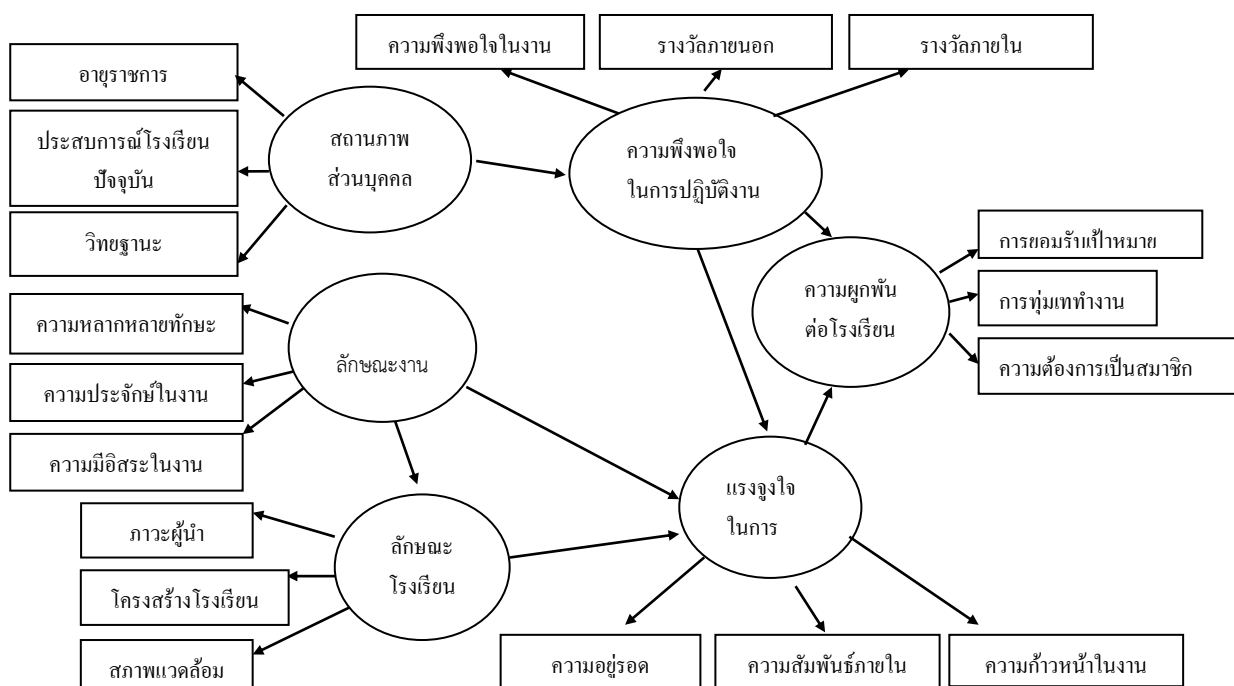 ความพึงพอใจในงาน
รางวัลภายนอก
รางวัลภายใน
อายุราชการ
ประสบการณ์โรงเรียน
ปัจจุบัน
วิทยฐานะ
สถานภาพ
ส่วนบุคคล
ความพึงพอใจ
ในการปฏิบัติงาน
ความผูกพัน
ต่อโรงเรียน
การยอมรับเป้าหมาย
การทุ่มเททำงาน
ความต้องการเป็นสมาชิก
ความหลากหลายทักษะ
ความประจักษ์ในงาน
ความมีอิสระในงาน
ลักษณะงาน
ภาวะผู้นำ
โครงสร้างโรงเรียน
สภาพแวดล้อม
ลักษณะ
โรงเรียน
แรงจูงใจ
ในการ
ความอยู่รอด
ความสัมพันธ์ภายใน
ความก้าวหน้าในงาน